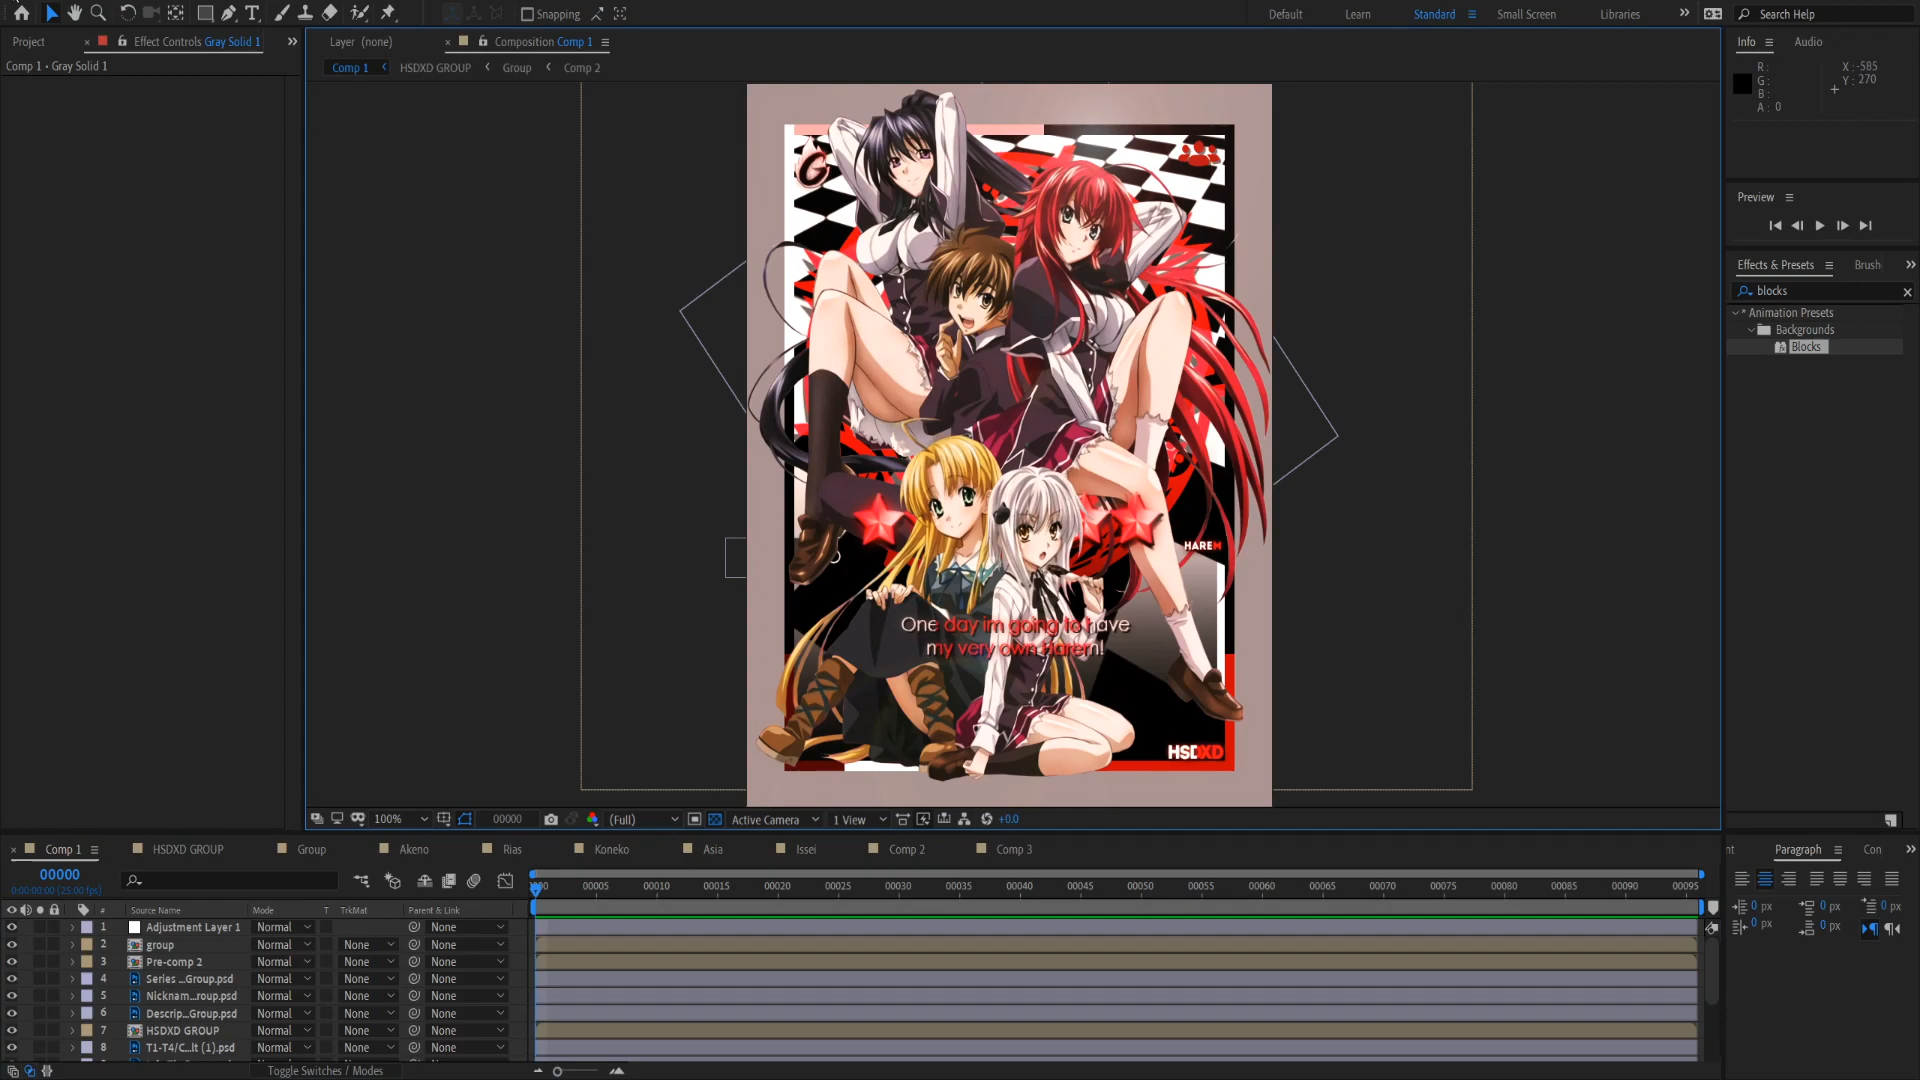 Snapping
Default
Learn
Standard
Small Screen
Libraries
Search Help
Project
Effect Controls Gray Solid 1
Layer (none)
Composition Comp 1
Info
Audio
Comp 1 • Gray Solid 1
Comp 1
HSDXD GROUP
Group
Comp 2
R :
G :
B :
A : 0
X : -585
Y : 270
Preview
Effects & Presets
Brush
blocks
* Animation Presets
Backgrounds
Blocks
HAREM
One day im going to have
my very own Harem!
HSDXD
100%
00000
(Full)
Active Camera
1 View
+0.0
Comp 1
HSDXD GROUP
Group
Akeno
Rias
Koneko
Asia
Issei
Comp 2
Comp 3
Paragraph
Con
00000
0:00:00:00 (25.00 fps)
00005
00010
00015
00020
00025
00030
00035
00040
00045
00050
00055
00060
00065
00070
00075
00080
00085
00090
00095
# Source Name Mode T TrkMat Parent & Link
1 Adjustment Layer 1 Normal None
2 group Normal None None
3 Pre-comp 2 Normal None None
4 Series ...Group.psd Normal None None
5 Nicknam...roup.psd Normal None None
6 Descrip...Group.psd Normal None None
7 HSDXD GROUP Normal None None
8 T1-T4/C...lt (1).psd Normal None None
0 px 0 px 0 px
0 px 0 px
Toggle Switches / Modes